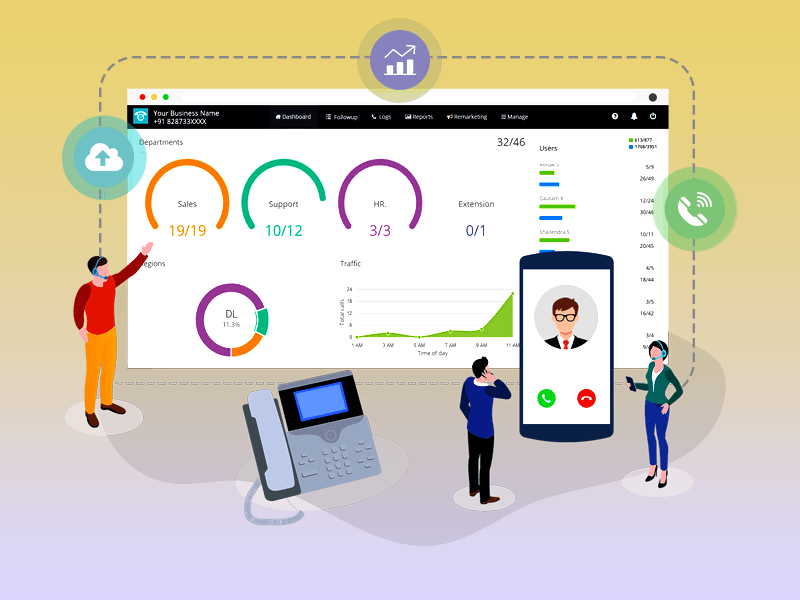 Your Business Name
+91 828733XXXX
Dashboard Followup Logs Reports Remarketing Manage
Departments
32/46
Users
613/877
1708/3951
Sales
19/19
Support
10/12
HR.
3/3
Extension
0/1
5/9
26/49
Gautam K
12/24
30/46
Shailendra S
10/11
20/45
4/5
18/44
3/5
16/42
3/4
egions
DL
11.3%
Traffic
Total calls
24
18
12
6
0
1 AM 3 AM 5 AM 7 AM 9 AM 11 AM
Time of day